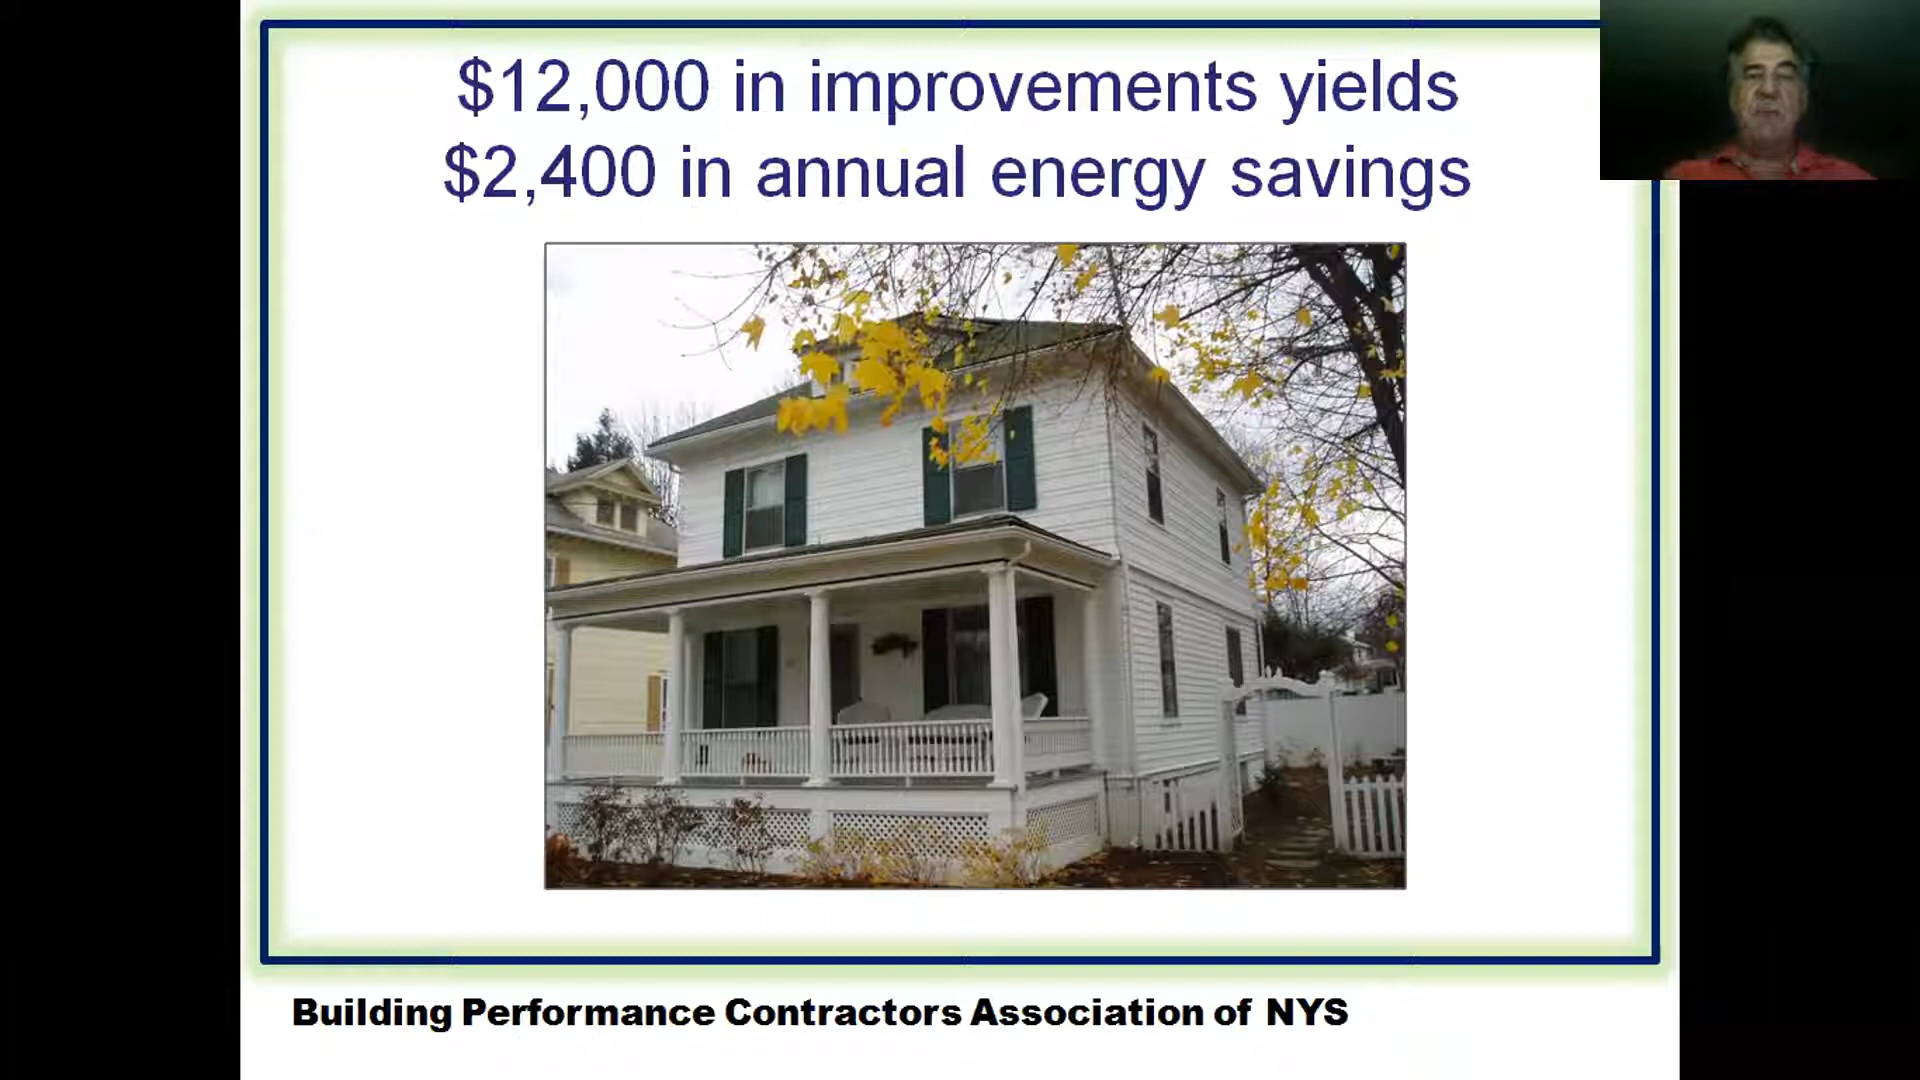 $12,000 in improvements yields
$2,400 in annual energy savings
Building Performance Contractors Association of NYS